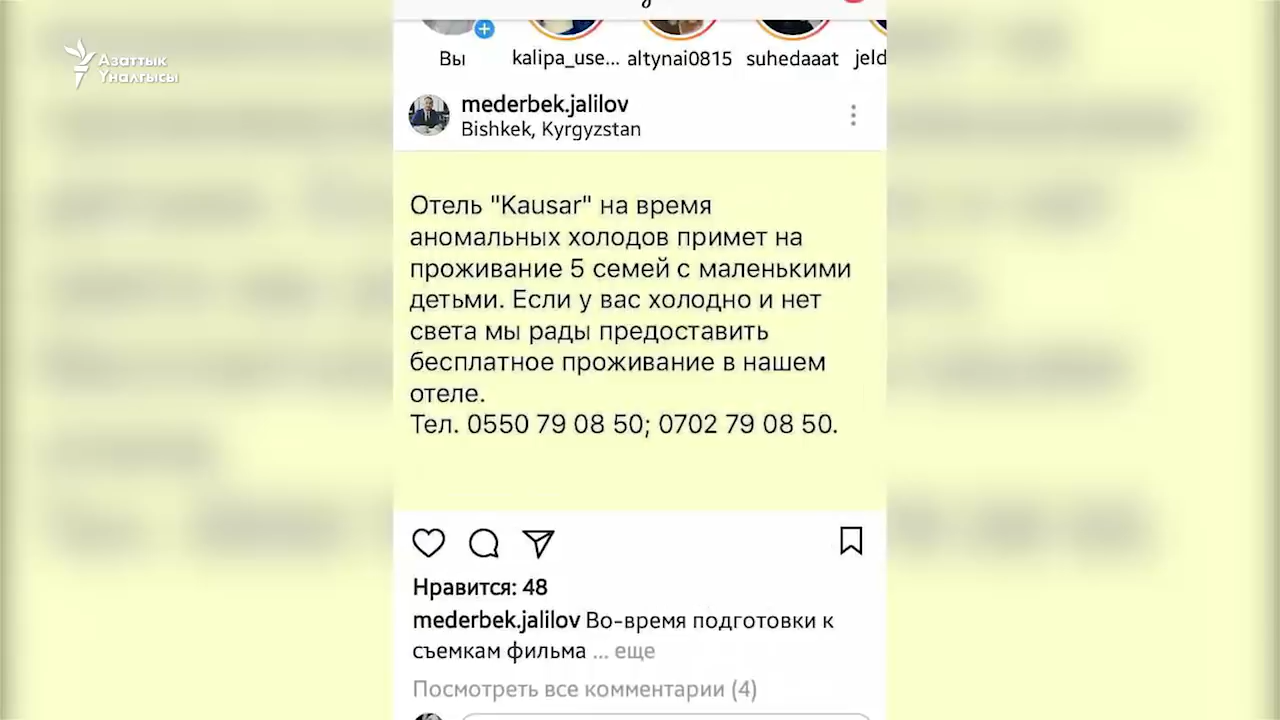 Азаттык
Үналгысы
Вы
kalipa_use...
altynai0815
suhedaaat
jeld
mederbek.jalilov
Bishkek, Kyrgyzstan
Отель "Kausar" на время
аномальных холодов примет на
проживание 5 семей с маленькими
детьми. Если у вас холодно и нет
света мы рады предоставить
бесплатное проживание в нашем
отеле.
Тел. 0550 79 08 50; 0702 79 08 50.
Нравится: 48
mederbek.jalilov Во-время подготовки к
съемкам фильма ... еще
Посмотреть все комментарии (4)